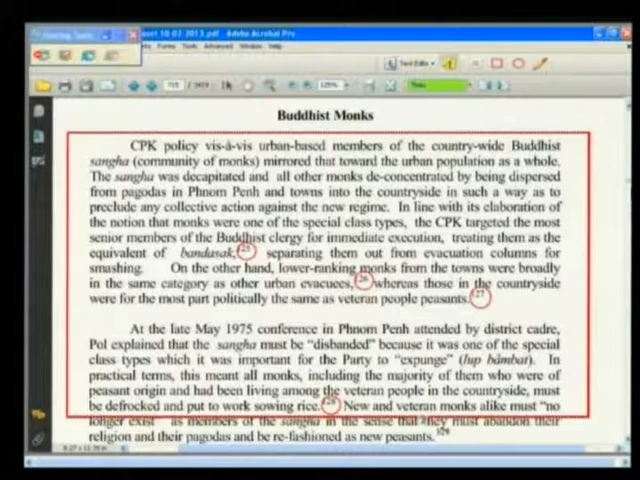 Adobe Acrobat Pro
Forms Tools Advanced Window Help
Text Edits
125%
Buddhist Monks
CPK policy vis-á-vis urban-based members of the country-wide Buddhist
sangha (community of monks) mirrored that toward the urban population as a whole.
The sangha was decapitated and all other monks de-concentrated by being dispersed
from pagodas in Phnom Penh and towns into the countryside in such a way as to
preclude any collective action against the new regime. In line with its elaboration of
the notion that monks were one of the special class types, the CPK targeted the most
senior members of the Buddhist clergy for immediate execution, treating them as the
equivalent of bandasak, separating them out from evacuation columns for
smashing. On the other hand, lower-ranking monks from the towns were broadly
in the same category as other urban evacuees, whereas those in the countryside
were for the most part politically the same as veteran people peasants.
At the late May 1975 conference in Phnom Penh attended by district cadre,
Pol explained that the sangha must be “disbanded” because it was one of the special
class types which it was important for the Party to “expunge” (lup bâmbat). In
practical terms, this meant all monks, including the majority of them who were of
peasant origin and had been living among the veteran people in the countryside, must
be defrocked and put to work sowing rice. New and veteran monks alike must “no
longer exist” as members of the sangha in the sense that they must abandon their
religion and their pagodas and be re-fashioned as new peasants.